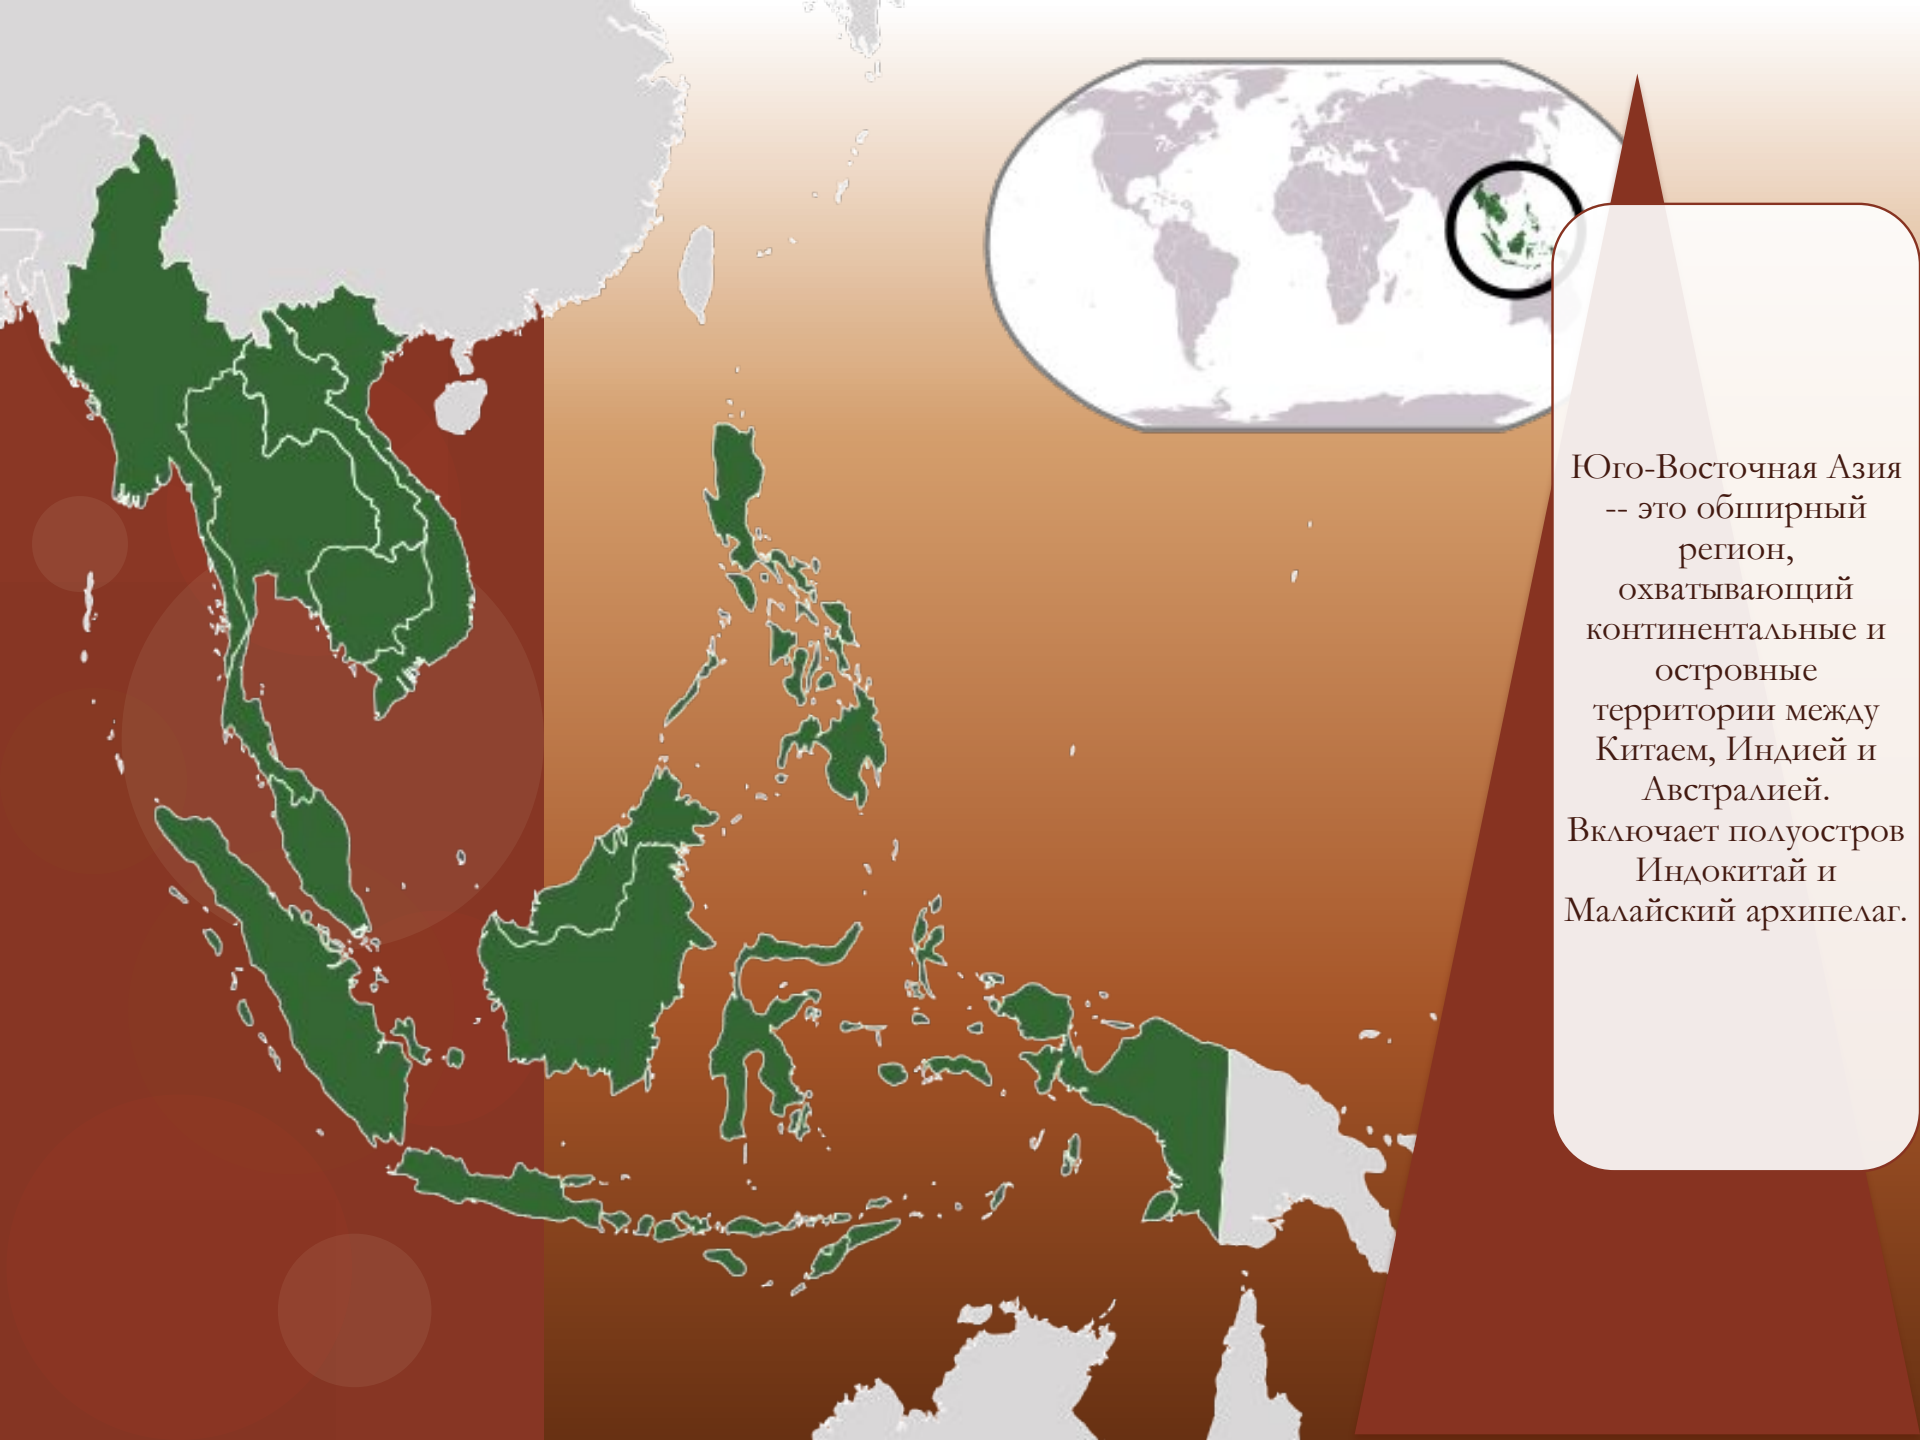 Юго-Восточная Азия
-- это обширный
регион,
охватывающий
континентальные и
островные
территории между
Китаем, Индией и
Австралией.
Включает полуостров
Индокитай и
Малайский архипелаг.